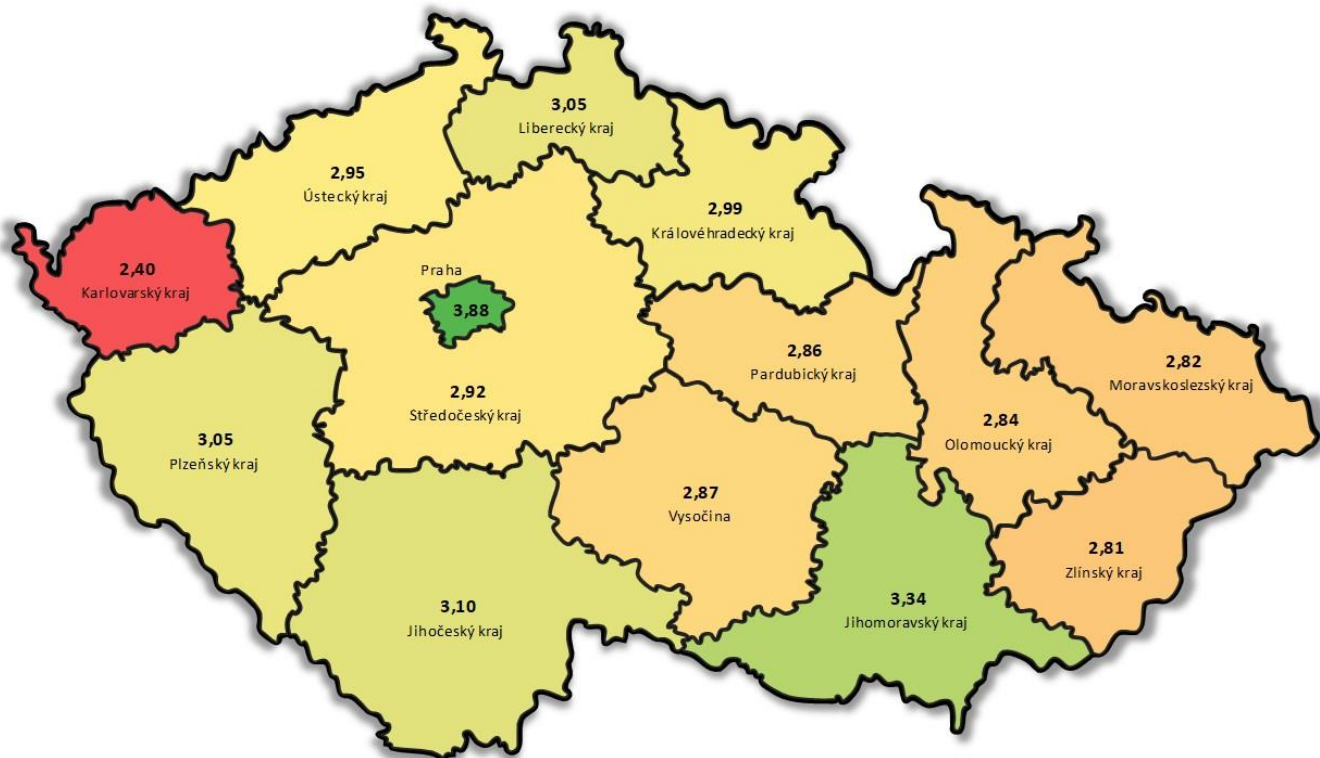 3,05
Liberecký kraj
2,95
Ústecký kraj
2,99
Královéhradecký kraj
2,40
Karlovarský kraj
Praha
3,88
2,86
Pardubický kraj
2,82
Moravskoslezský kraj
2,92
Středočeský kraj
2,84
Olomoucký kraj
3,05
Plzeňský kraj
2,87
Vysočina
2,81
Zlínský kraj
3,10
Jihočeský kraj
3,34
Jihomoravský kraj